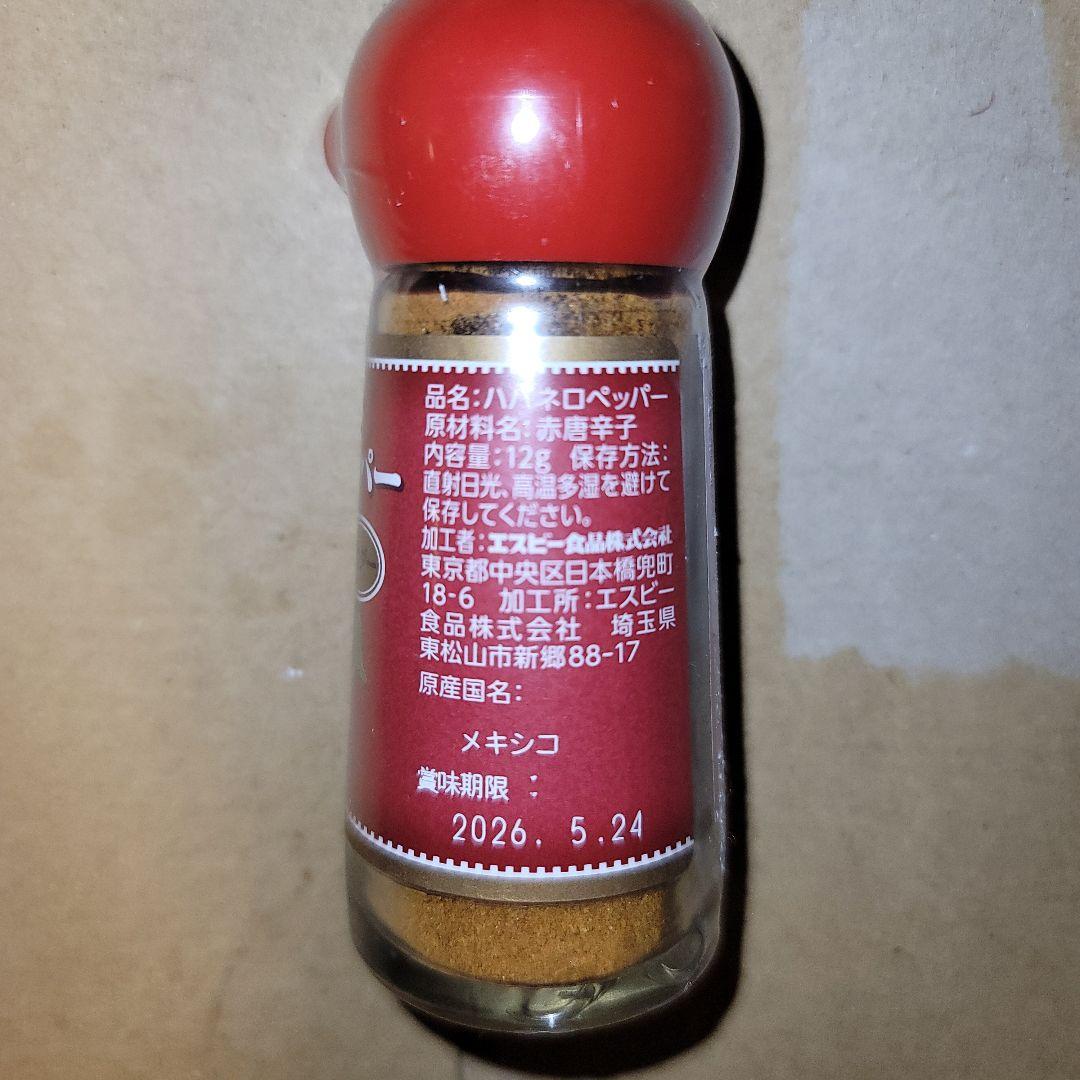 品名:ハバネロペッパー
原材料名:赤唐辛子
内容量:12g 保存方法:
直射日光、高温多湿を避けて
保存してください。
加工者:エスビー食品株式会社
東京都中央区日本橋兜町
18-6 加工所:エスビー
食品株式会社 埼玉県
東松山市新郷88-17
原産国名:
メキシコ
賞味期限 :
2026. 5.24
パー